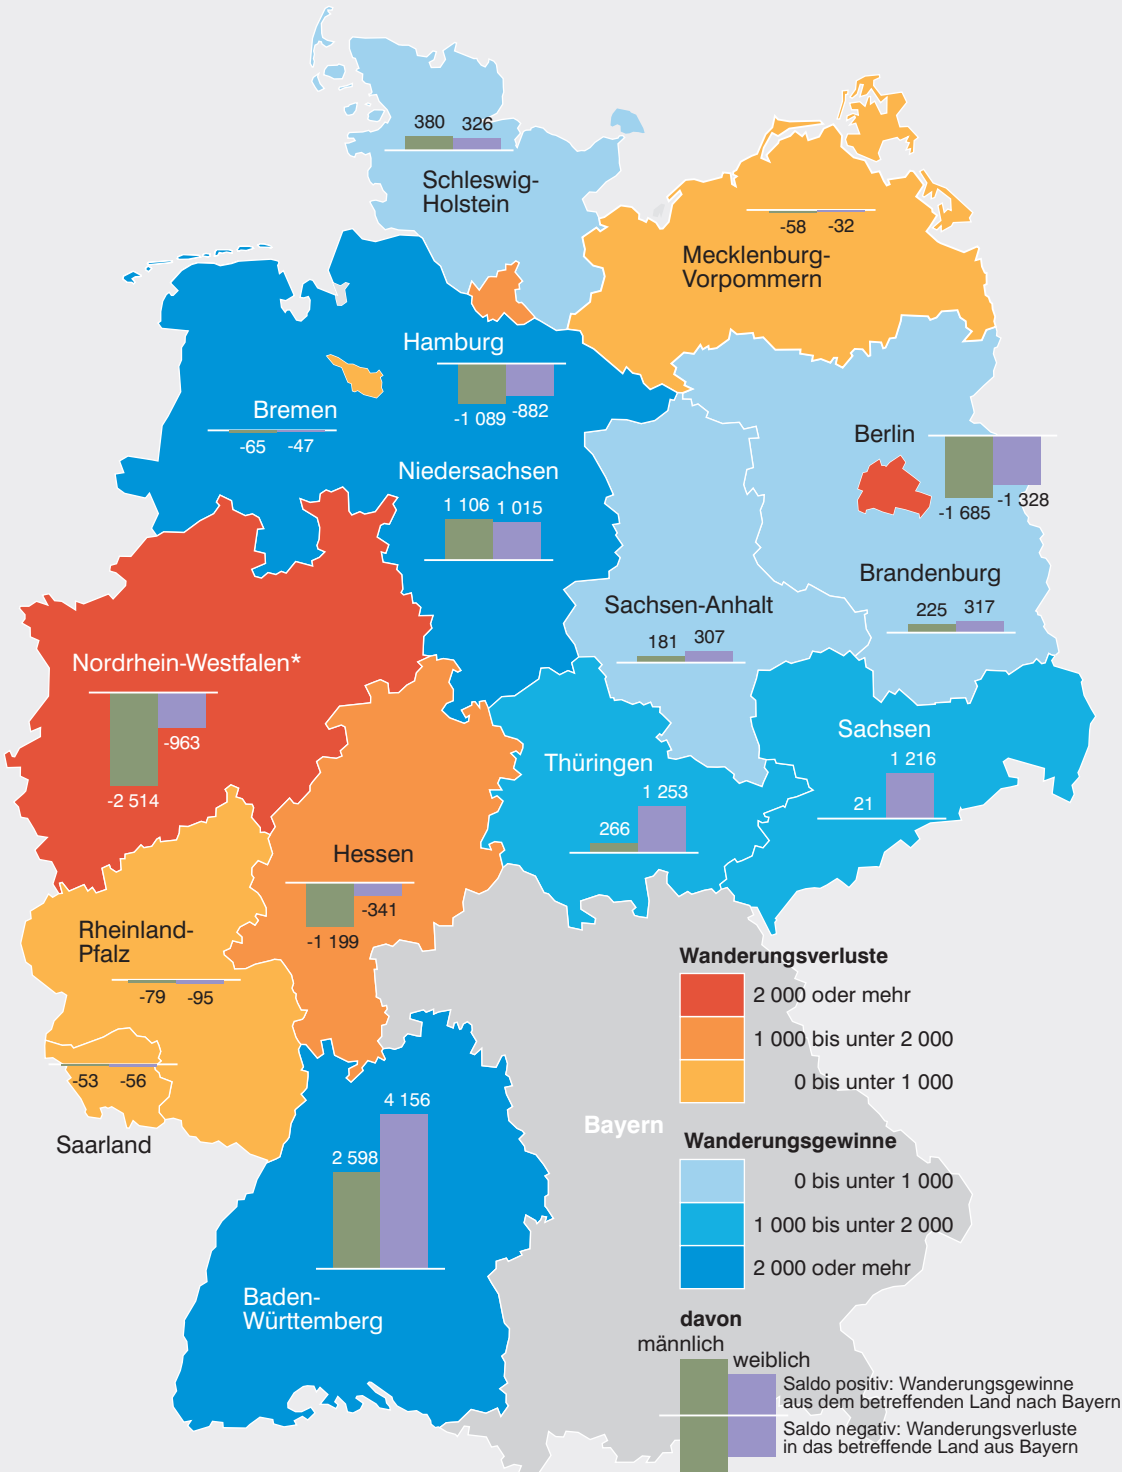 380 326
Schleswig-
Holstein
-58 -32
Mecklenburg-
Vorpommern
Hamburg
-1 089 -882
Bremen
-65 -47
Berlin
-1 685 -1 328
Niedersachsen
1 106 1 015
Brandenburg
225 317
Sachsen-Anhalt
181 307
Nordrhein-Westfalen*
-963
-2 514
Sachsen
1 216
21
Thüringen
1 253
266
Hessen
-341
-1 199
Rheinland-
Pfalz
-79 -95
-53 -56
Saarland
4 156
2 598
Baden-
Württemberg
Bayern
Wanderungsverluste
2 000 oder mehr
1 000 bis unter 2 000
0 bis unter 1 000
Wanderungsgewinne
0 bis unter 1 000
1 000 bis unter 2 000
2 000 oder mehr
davon
männlich
weiblich
Saldo positiv: Wanderungsgewinne
aus dem betreffenden Land nach Bayern
Saldo negativ: Wanderungsverluste
in das betreffende Land aus Bayern